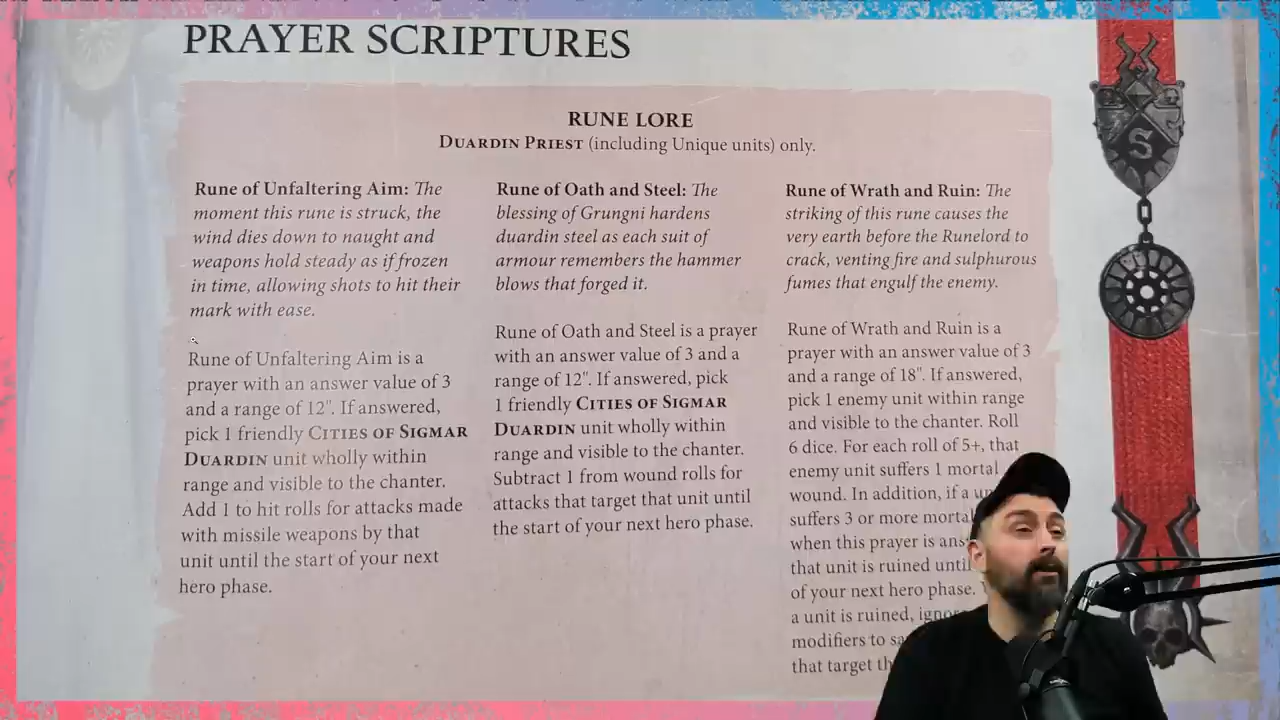 PRAYER SCRIPTURES
RUNE LORE
DUARDIN PRIEST (including Unique units) only.
Rune of Unfaltering Aim: The
moment this rune is struck, the
wind dies down to naught and
weapons hold steady as if frozen
in time, allowing shots to hit their
mark with ease.
Rune of Unfaltering Aim is a
prayer with an answer value of 3
and a range of 12". If answered,
pick 1 friendly CITIES OF SIGMAR
DUARDIN unit wholly within
range and visible to the chanter.
Add 1 to hit rolls for attacks made
with missile weapons by that
unit until the start of your next
hero phase.
Rune of Oath and Steel: The
blessing of Grungni hardens
duardin steel as each suit of
armour remembers the hammer
blows that forged it.
Rune of Oath and Steel is a prayer
with an answer value of 3 and a
range of 12". If answered, pick
1 friendly CITIES OF SIGMAR
DUARDIN unit wholly within
range and visible to the chanter.
Subtract 1 from wound rolls for
attacks that target that unit until
the start of your next hero phase.
Rune of Wrath and Ruin: The
striking of this rune causes the
very earth before the Runelord to
crack, venting fire and sulphurous
fumes that engulf the enemy.
Rune of Wrath and Ruin is a
prayer with an answer value of 3
and a range of 18". If answered,
pick 1 enemy unit within range
and visible to the chanter. Roll
6 dice. For each roll of 5+, that
enemy unit suffers 1 mortal
wound. In addition, if a
suffers 3 or more
when this prayer is
that unit is ruined
of your next hero phase.
a unit is ruined,
modifiers to
that target
S